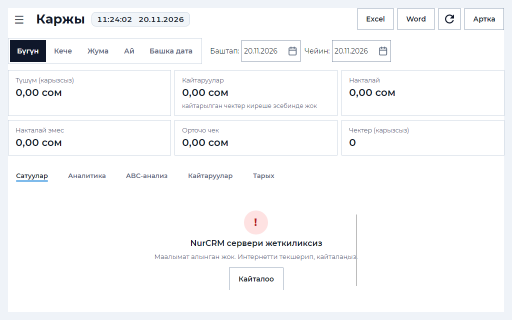 Каржы 11:24:02 20.11.2026 Excel Word Артка
Бүгүн Кече Жума Ай Башка дата Баштап: 20.11.2026 Чейин: 20.11.2026
Түшүм (карызсыз) Кайтаруулар Накталай
0,00 сом 0,00 сом 0,00 сом
кайтарылган чектер киреше эсебинде жок
Накталай эмес Орточо чек Чектер (карызсыз)
0,00 сом 0,00 сом 0
Сатуулар Аналитика ABC-анализ Кайтаруулар Тарых
!
NurCRM сервери жеткиликсиз
Маалымат алынган жок. Интернетти текшерип, кайталаңыз.
Кайталоо